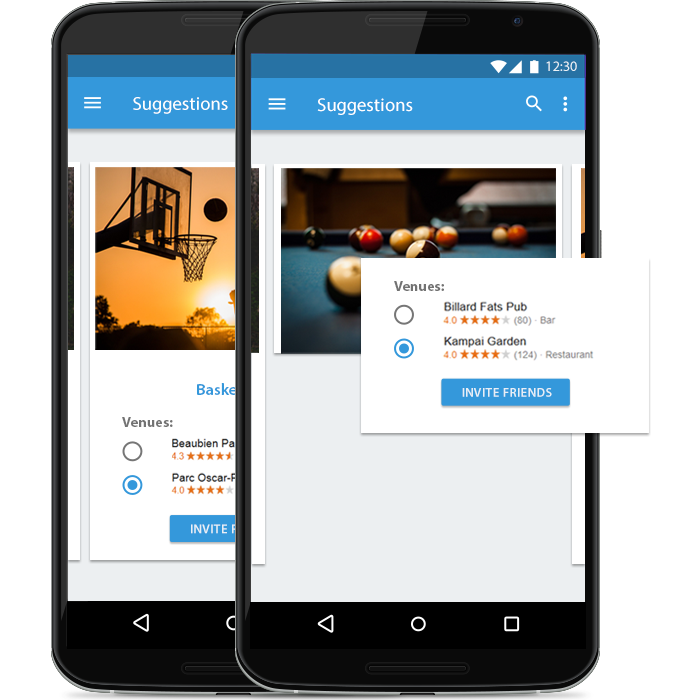 Suggestions
Baske
Venues:
Beaubien Pa
4.3
Parc Oscar-P
4.0
INVITE F
12:30
Suggestions
Venues:
Billard Fats Pub
4.0 ★★★★★ (80) · Bar
Kampai Garden
4.0 ★★★★★ (124) · Restaurant
INVITE FRIENDS